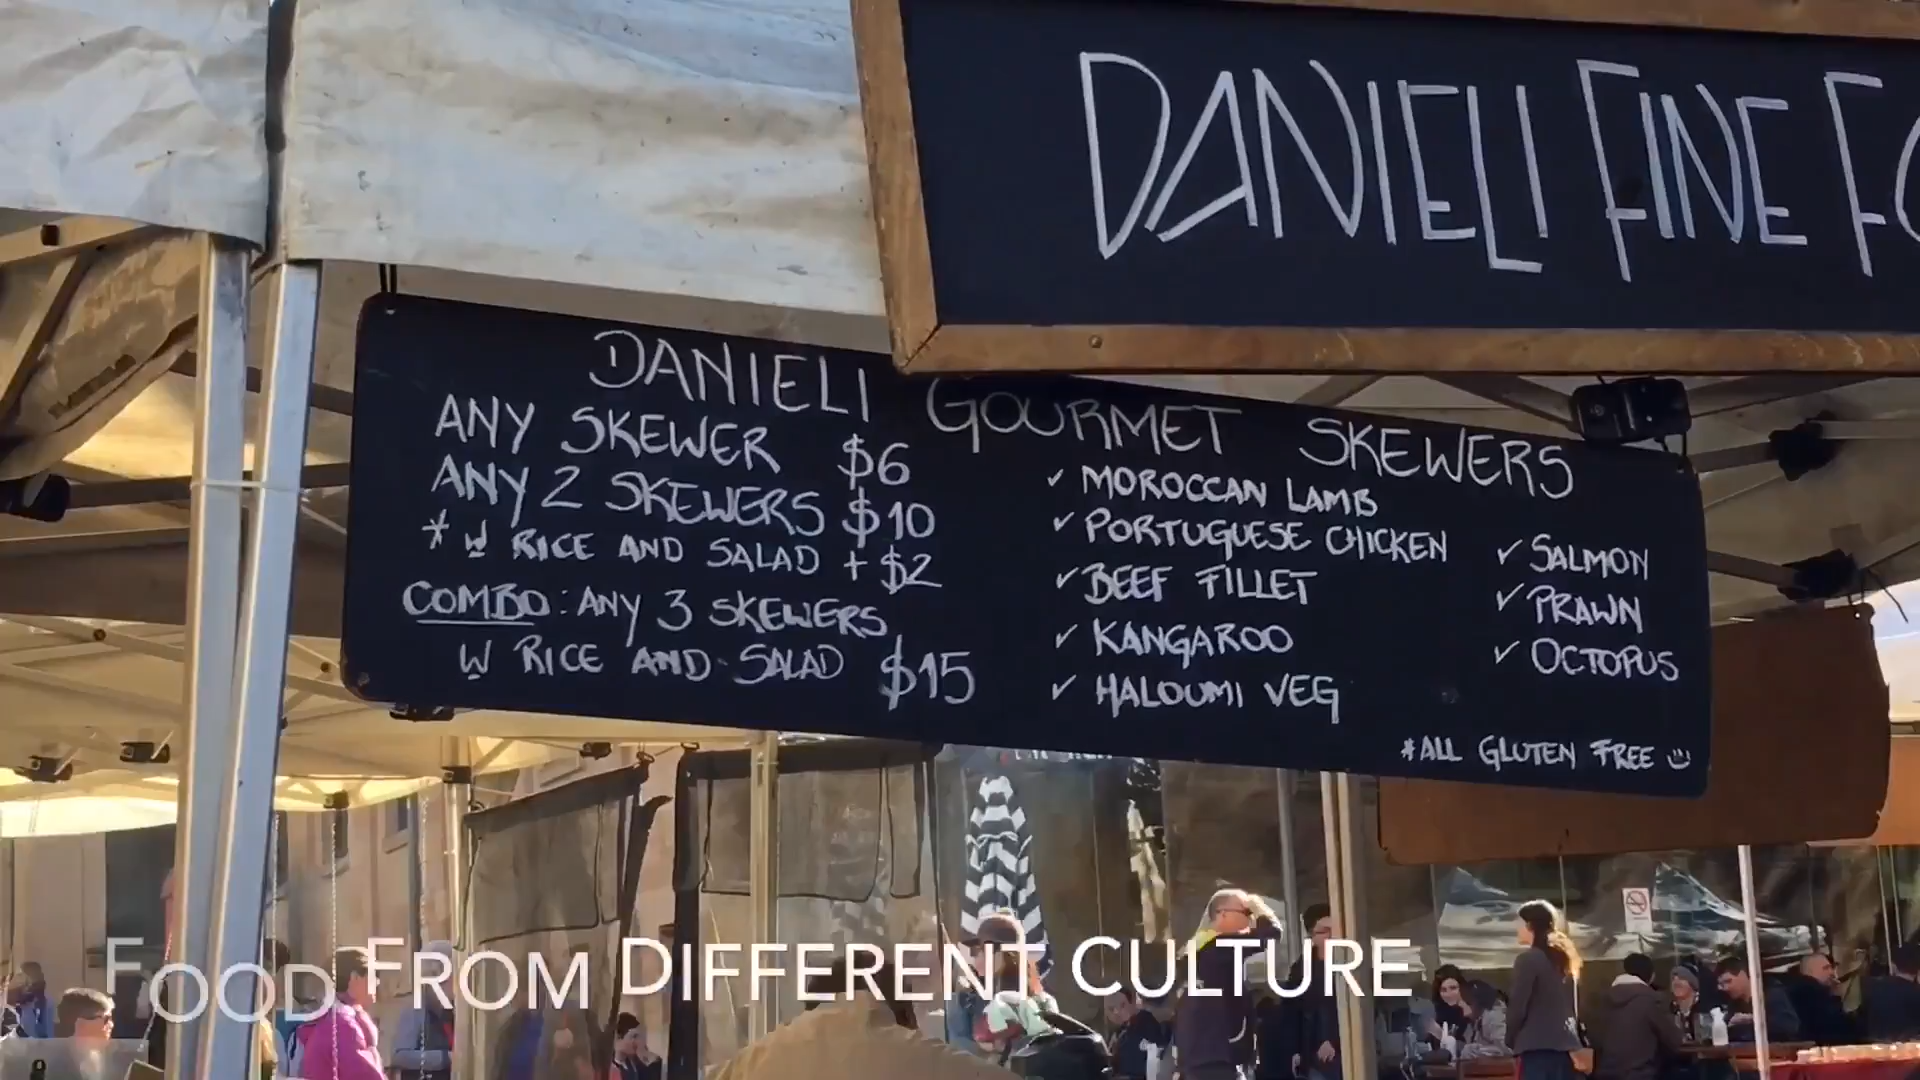 DANIELI FINE
DANIELI GOURMET SKEWERS
ANY SKEWER $6
ANY 2 SKEWERS $10
* W RICE AND SALAD + $2
COMBO: ANY 3 SKEWERS
W RICE AND SALAD $15
✓ MOROCCAN LAMB
✓ PORTUGUESE CHICKEN
✓ BEEF FILLET
✓ KANGAROO
✓ HALOUMI VEG
✓ SALMON
✓ PRAWN
✓ OCTOPUS
*ALL GLUTEN FREE
FOOD FROM DIFFERENT CULTURE